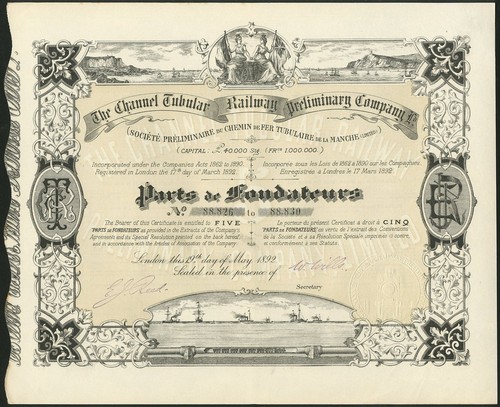 The Channel Tubular Railway Preliminary Company Ld.
(SOCIÉTÉ PRÉLIMINAIRE DU CHEMIN DE FER TUBULAIRE DE LA MANCHE (LIMITED)
(CAPITAL: £40,000 Stg (FRCS 1,000,000.)
Incorporated under the Companies Acts 1862 to 1890.
Registered in London the 17th day of March 1892.
Incorporée sous les Lois de 1862 à 1890 sur les Compagnies.
Enregistrée à Londres le 17 Mars 1892.
Parts de Fondateurs
No. 88,826 to 88,830
The Bearer of this Certificate is entitled to FIVE
"PARTS DE FONDATEURS" as provided in the Extracts of the Company's
Agreements and its Special Resolution printed on the back hereof,
and in accordance with the Articles of Association of the Company.
Le porteur du présent Certificat a droit à CINQ
"PARTS DE FONDATEURS" en vertu de l'extrait des Conventions
de la Société et sa Résolution Spéciale imprimées ci contre,
et conformément à ses Statuts.
London this 19th day of May 1892.
Sealed in the presence of
Secretary